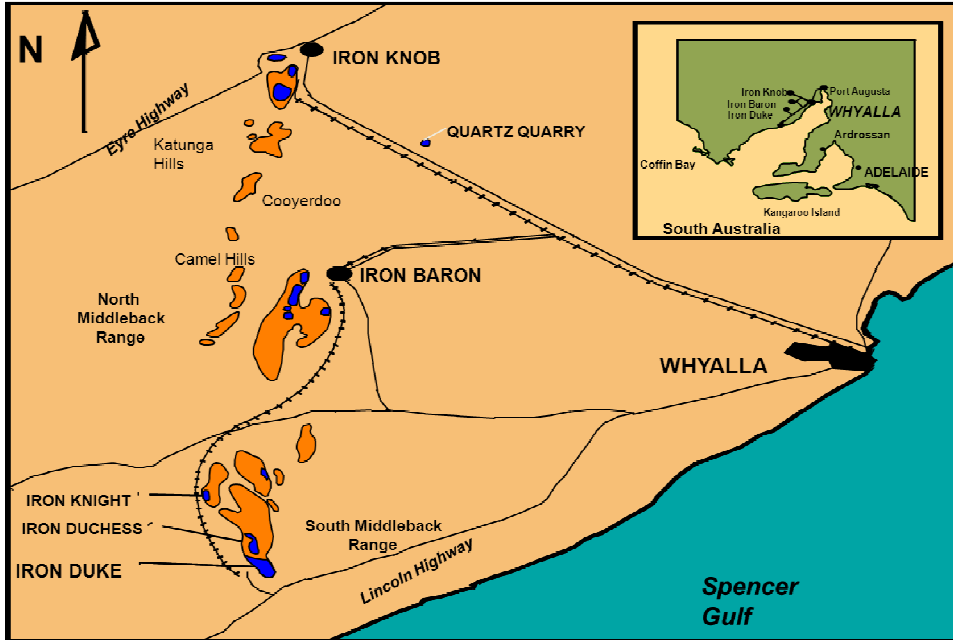 N
IRON KNOB
Eyre Highway
Katunga
Hills
QUARTZ QUARRY
Cooyerdoo
Camel Hills
IRON BARON
North
Middleback
Range
WHYALLA
IRON KNIGHT
IRON DUCHESS
IRON DUKE
South Middleback
Range
Lincoln Highway
Spencer
Gulf
Iron Knob
Port Augusta
Iron Baron
Iron Duke
WHYALLA
Ardrossan
Coffin Bay
ADELAIDE
Kangaroo Island
South Australia